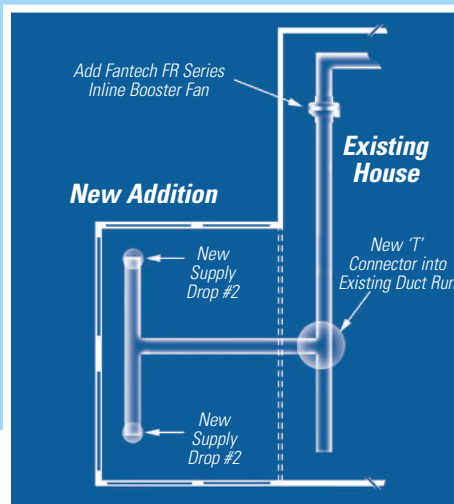 Add Fantech FR Series
Inline Booster Fan
Existing
House
New Addition
New
Supply
Drop #2
New 'T'
Connector into
Existing Duct Run
New
Supply
Drop #2